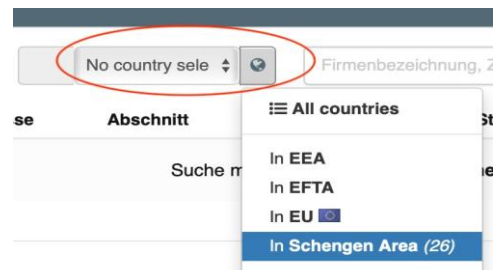 No country sele
Firmenbezeichnung, Z
se Abschnitt St
All countries
Suche m e
In EEA
In EFTA
In EU
In Schengen Area (26)